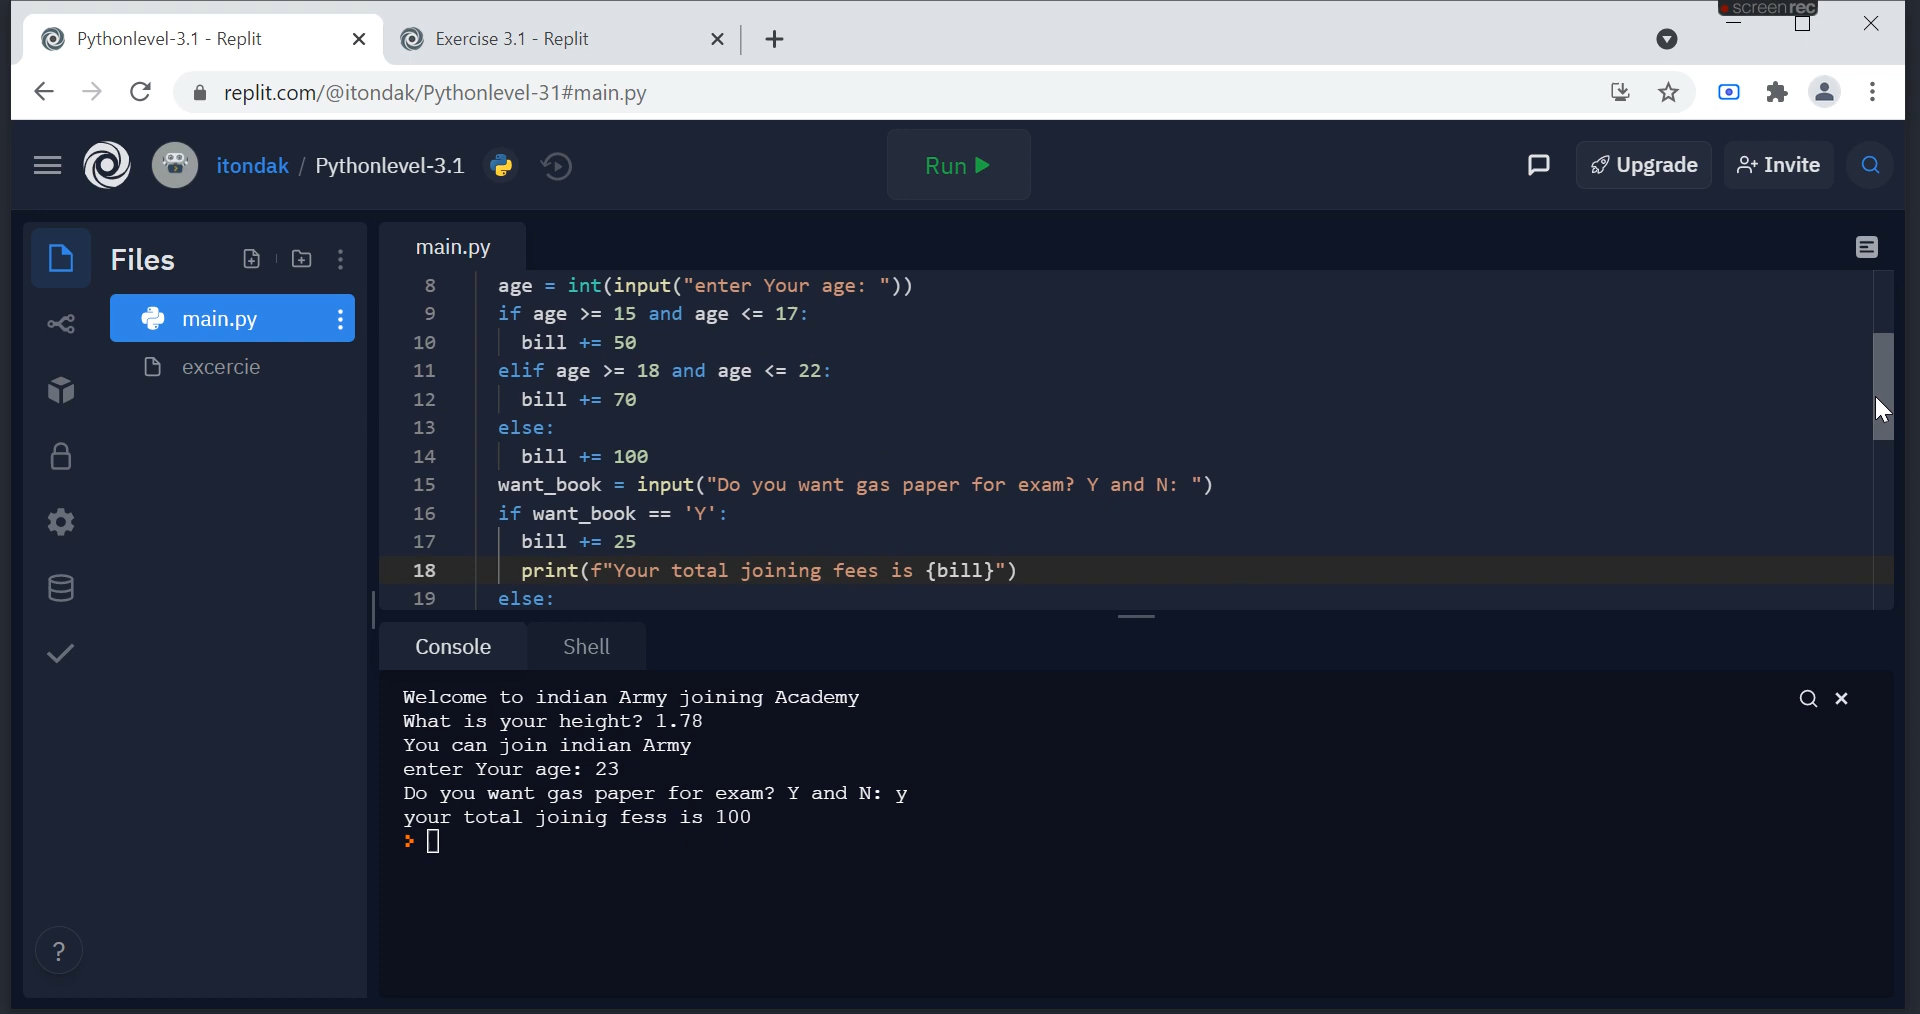 screenrec
Pythonlevel-3.1 - Replit
Exercise 3.1 - Replit
replit.com/@itondak/Pythonlevel-31#main.py
itondak / Pythonlevel-3.1
Run
Upgrade
Invite
Files
main.py
excercie
main.py
8 age = int(input("enter Your age: "))
9 if age >= 15 and age <= 17:
10 bill += 50
11 elif age >= 18 and age <= 22:
12 bill += 70
13 else:
14 bill += 100
15 want_book = input("Do you want gas paper for exam? Y and N: ")
16 if want_book == 'Y':
17 bill += 25
18 print(f"Your total joining fees is {bill}")
19 else:
Console
Shell
Welcome to indian Army joining Academy
What is your height? 1.78
You can join indian Army
enter Your age: 23
Do you want gas paper for exam? Y and N: y
your total joinig fess is 100
>
?